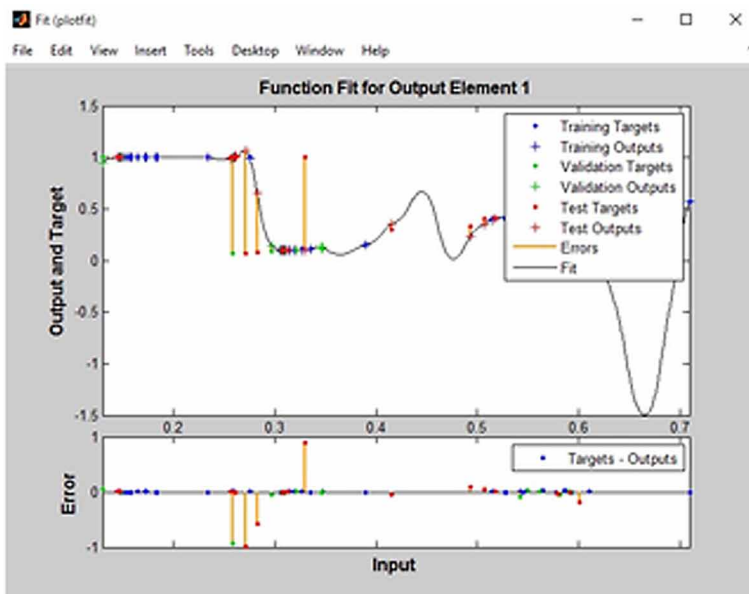 Fit (plotfit)
File Edit View Insert Tools Desktop Window Help
Function Fit for Output Element 1
Output and Target
1.5
1
0.5
0
-0.5
-1
-1.5
Training Targets
Training Outputs
Validation Targets
Validation Outputs
Test Targets
Test Outputs
Errors
Fit
0.2 0.3 0.4 0.5 0.6 0.7
Error
1
0
-1
Targets - Outputs
Input